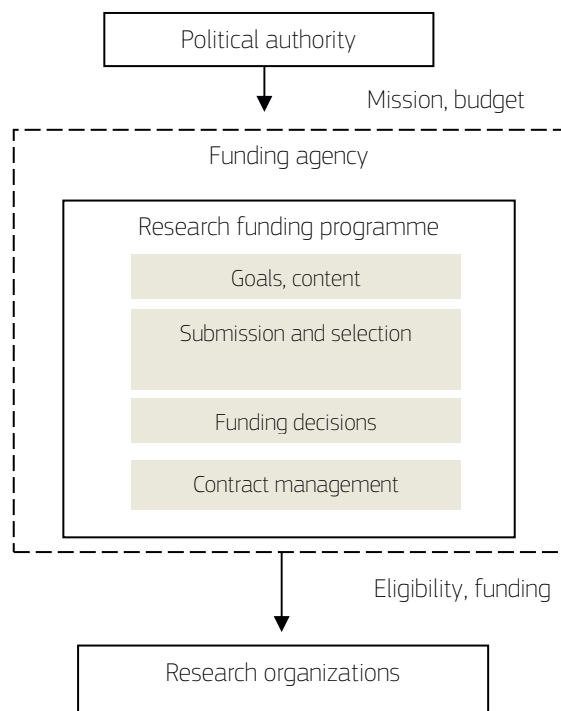 Political authority
Mission, budget
Funding agency
Research funding programme
Goals, content
Submission and selection
Funding decisions
Contract management
Eligibility, funding
Research organizations